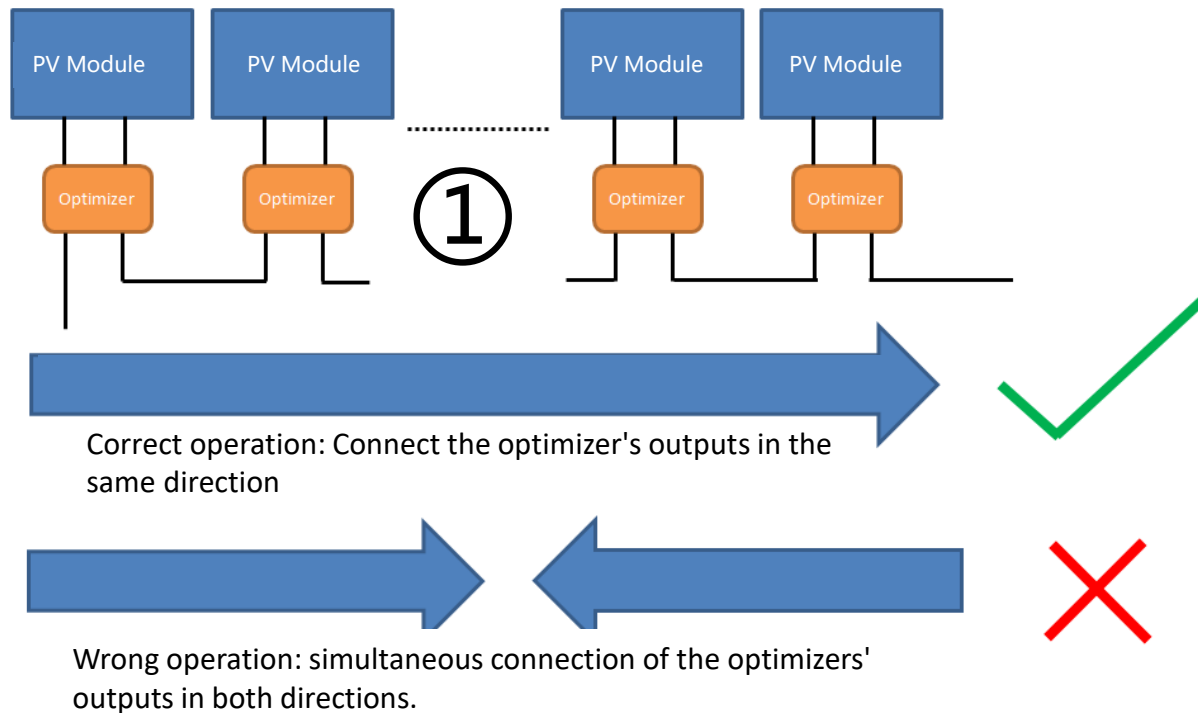 PV Module
PV Module
PV Module
PV Module
Optimizer
Optimizer
①
Optimizer
Optimizer
Correct operation: Connect the optimizer's outputs in the
same direction
Wrong operation: simultaneous connection of the optimizers'
outputs in both directions.